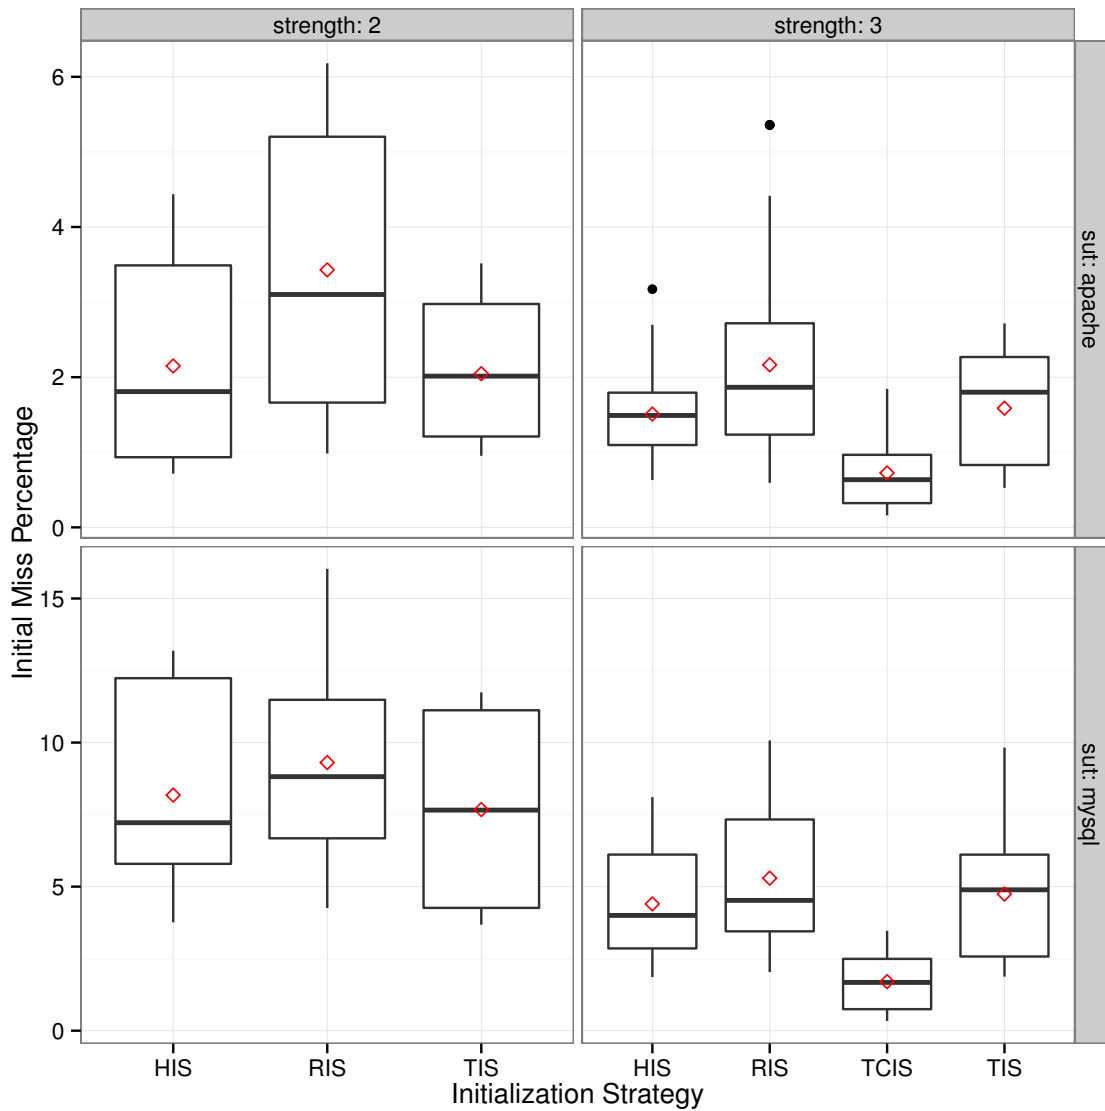 strength: 2
strength: 3
Initial Miss Percentage
6
4
2
0
sut: apache
15
10
5
0
sut: mysql
HIS
RIS
TIS
HIS
RIS
TCIS
TIS
Initialization Strategy